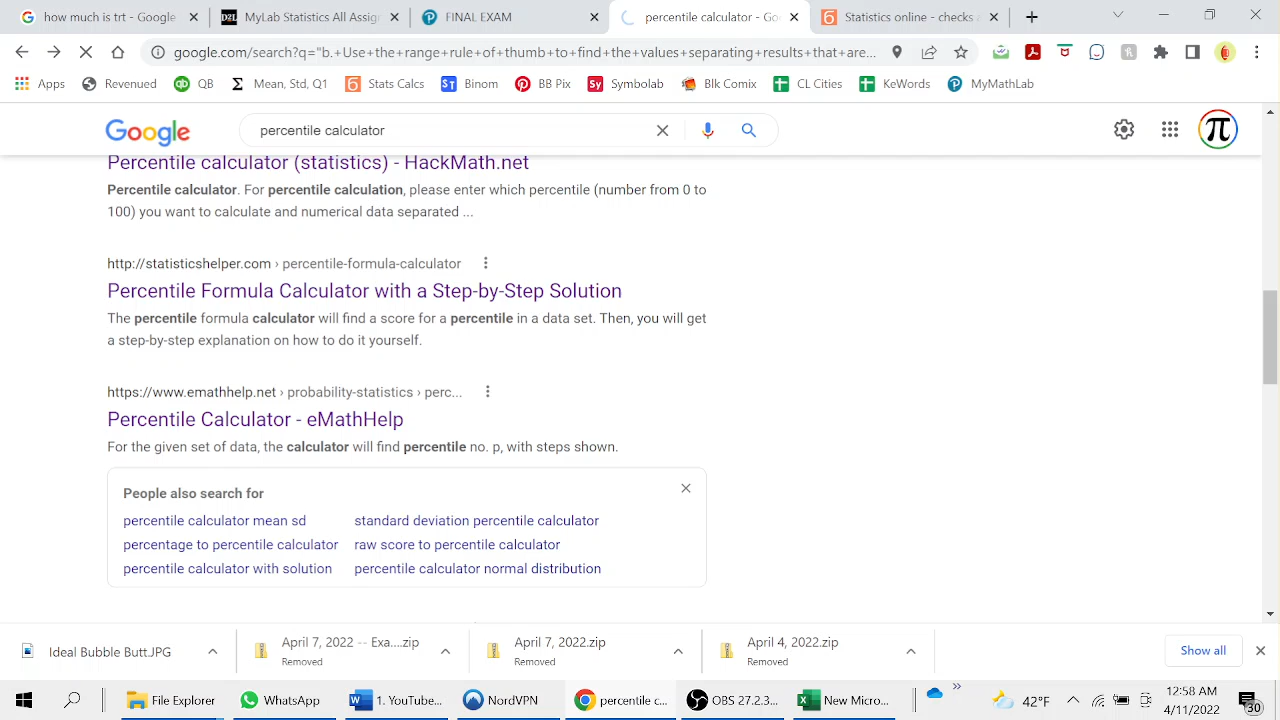 how much is tit - Google
MyLab Statistics All Assig
FINAL EXAM
percentile calculator - Go
Statistics online - checks
google.com/search?q="b.+Use+the+range+rule+of+thumb+to+find+the+values+separating+results+that+are...
Apps
Revenued
QB
Mean, Std, QT
Stats Calcs
Binom
BB Pix
Symbolab
Blk Comix
CL Cities
KeWords
MyMathLab
Google
percentile calculator
Percentile calculator (statistics) - HackMath.net
Percentile calculator. For percentile calculation, please enter which percentile (number from 0 to
100) you want to calculate and numerical data separated ...
http://statisticshelper.com › percentile-formula-calculator
Percentile Formula Calculator with a Step-by-Step Solution
The percentile formula calculator will find a score for a percentile in a data set. Then, you will get
a step-by-step explanation on how to do it yourself.
https://www.emathhelp.net › probability-statistics › perc...
Percentile Calculator - eMathHelp
For the given set of data, the calculator will find percentile no. p, with steps shown.
People also search for
percentile calculator mean sd
standard deviation percentile calculator
percentage to percentile calculator
raw score to percentile calculator
percentile calculator with solution
percentile calculator normal distribution
Ideal Bubble Butt.JPG
April 7, 2022 -- Exa....zip
Removed
April 7, 2022.zip
Removed
April 4, 2022.zip
Removed
Show all
File Explorer
WhatsApp
1. YouTube...
NordVPN
percentile c...
OBS 27.2.3...
New Micro...
42°F
12:58 AM
4/11/2022
30